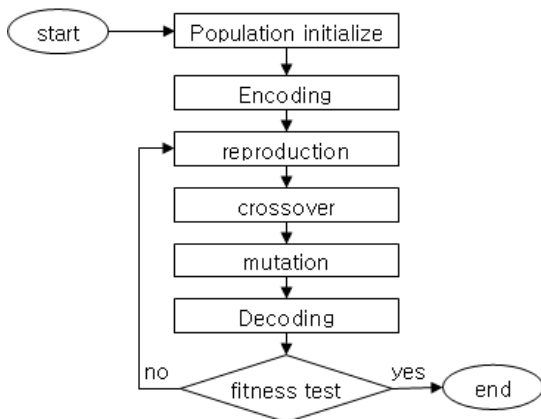 start
Population initialize
Encoding
reproduction
crossover
mutation
Decoding
fitness test
no
yes
end